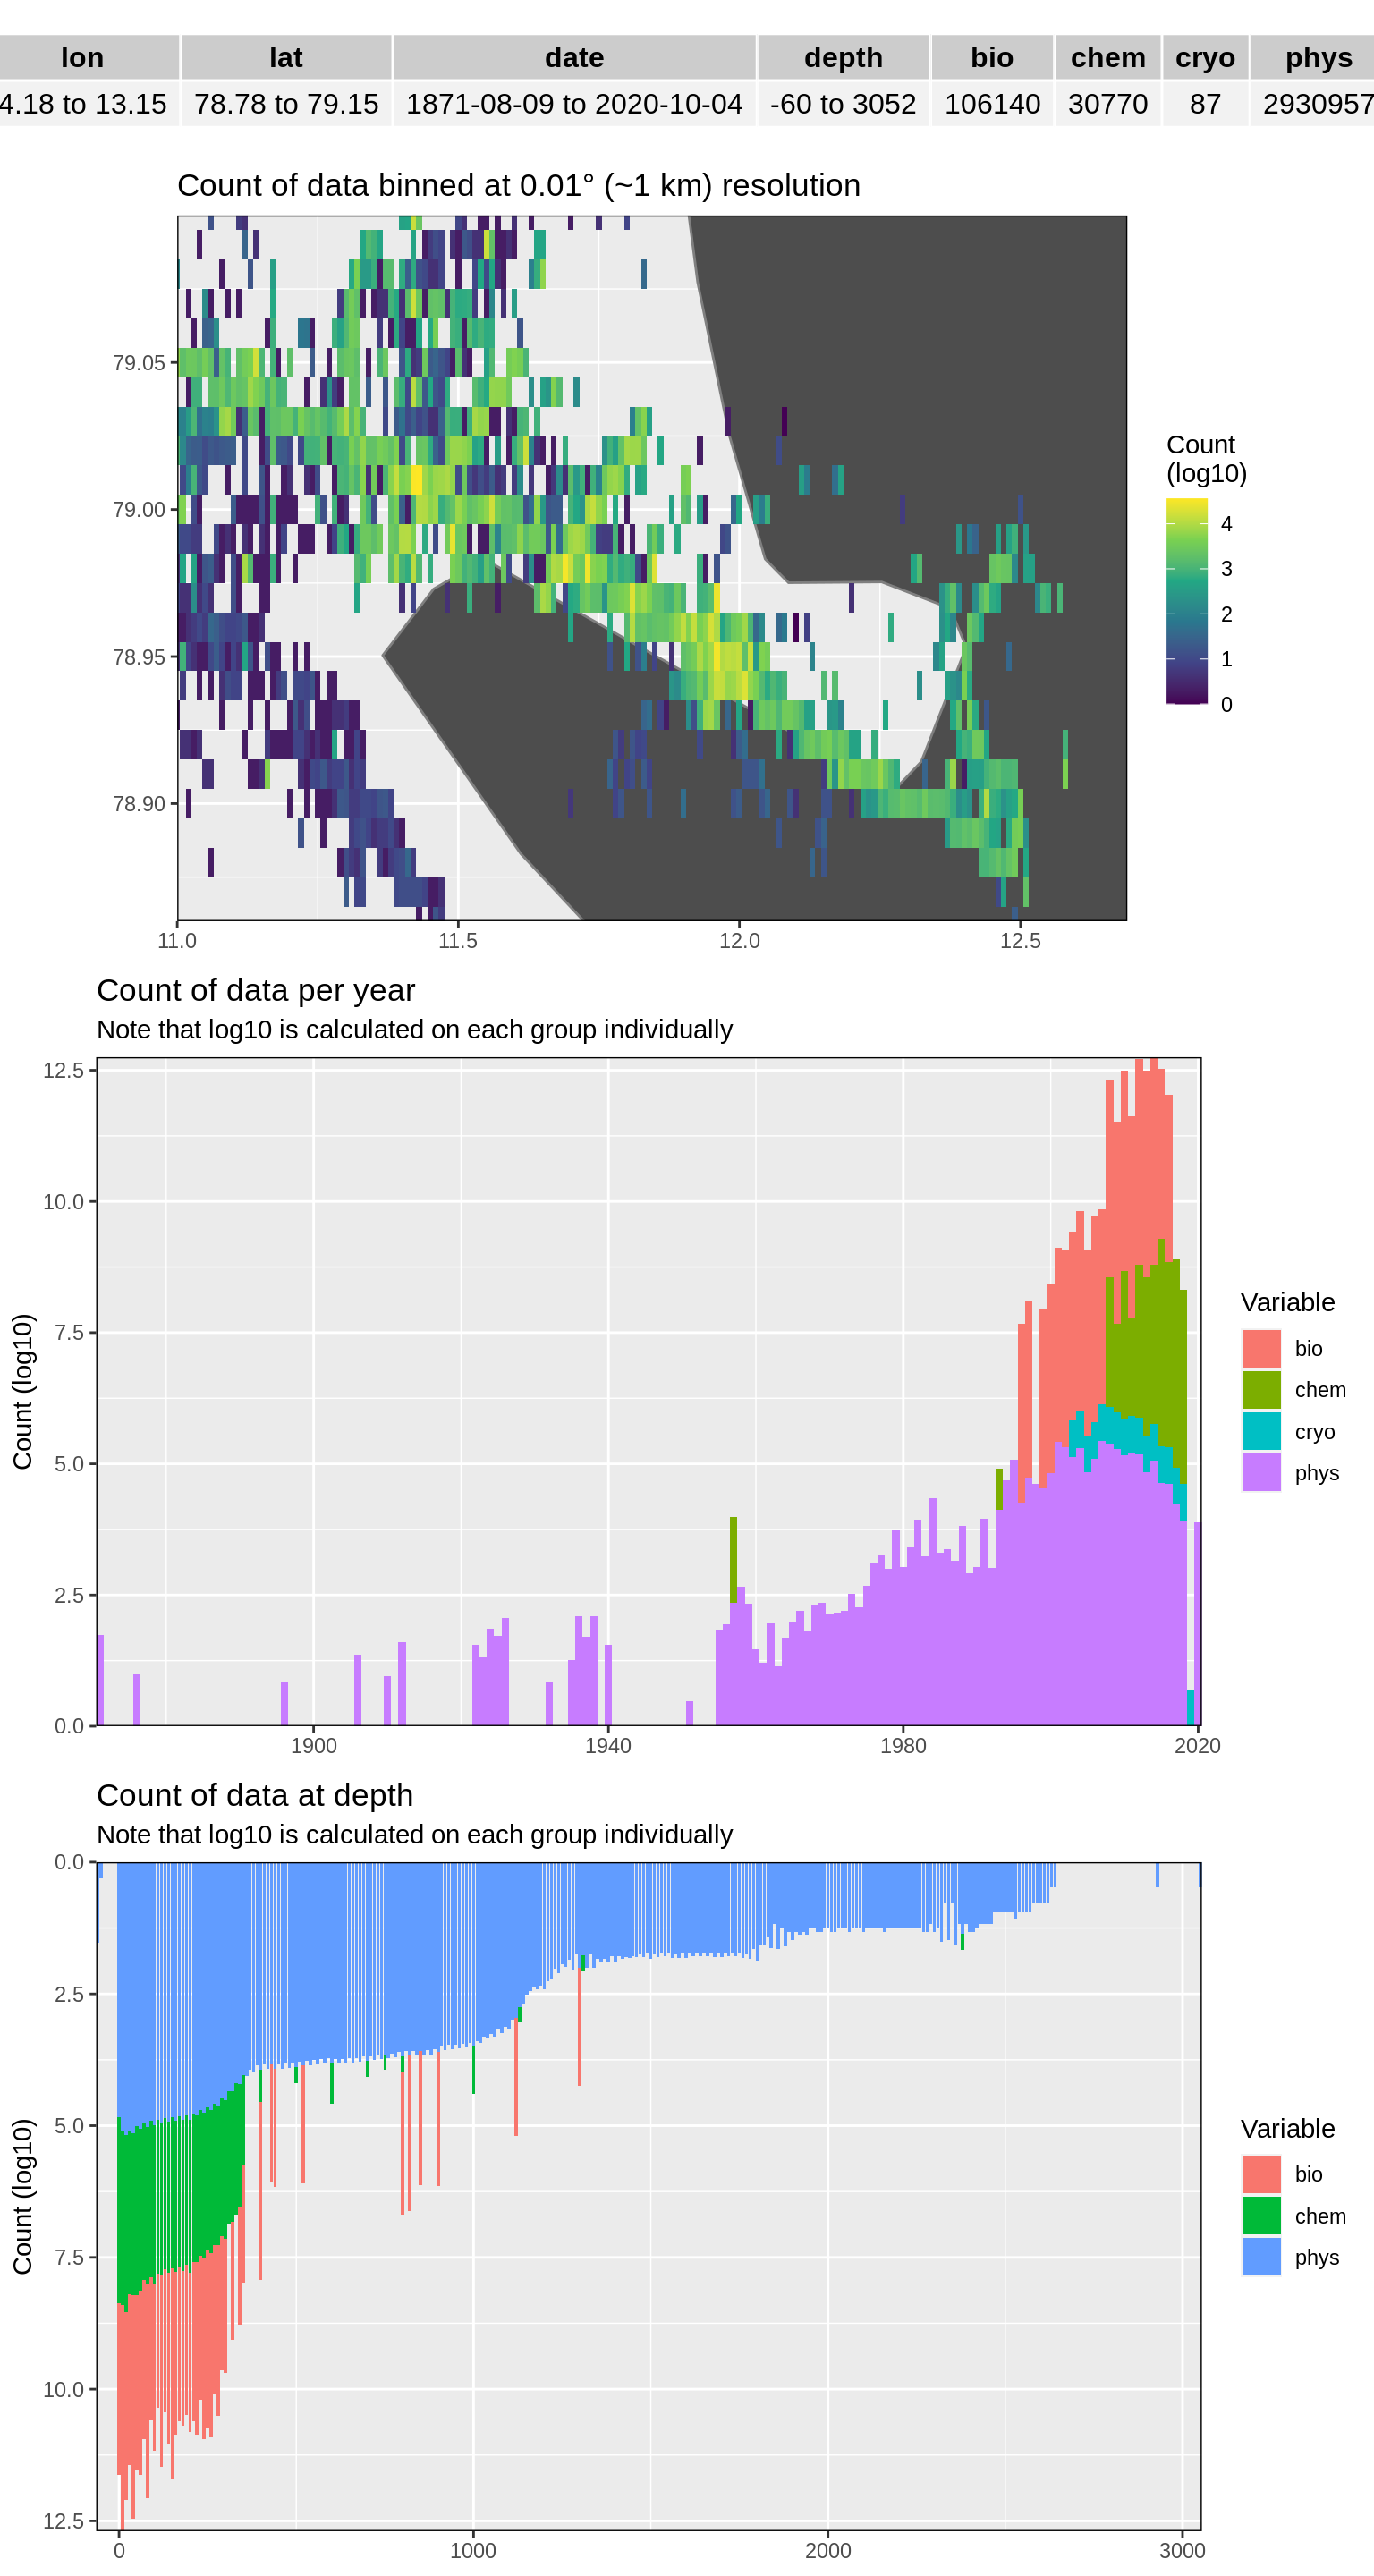 lon lat date depth bio chem cryo phys
4.18 to 13.15 78.78 to 79.15 1871-08-09 to 2020-10-04 -60 to 3052 106140 30770 87 2930957
Count of data binned at 0.01° (~1 km) resolution
79.05
79.00
78.95
78.90
11.0 11.5 12.0 12.5
Count
(log10)
4
3
2
1
0
Count of data per year
Note that log10 is calculated on each group individually
Count (log10)
12.5
10.0
7.5
5.0
2.5
0.0
1900 1940 1980 2020
Variable
bio
chem
cryo
phys
Count of data at depth
Note that log10 is calculated on each group individually
Count (log10)
0.0
2.5
5.0
7.5
10.0
12.5
0 1000 2000 3000
Variable
bio
chem
phys